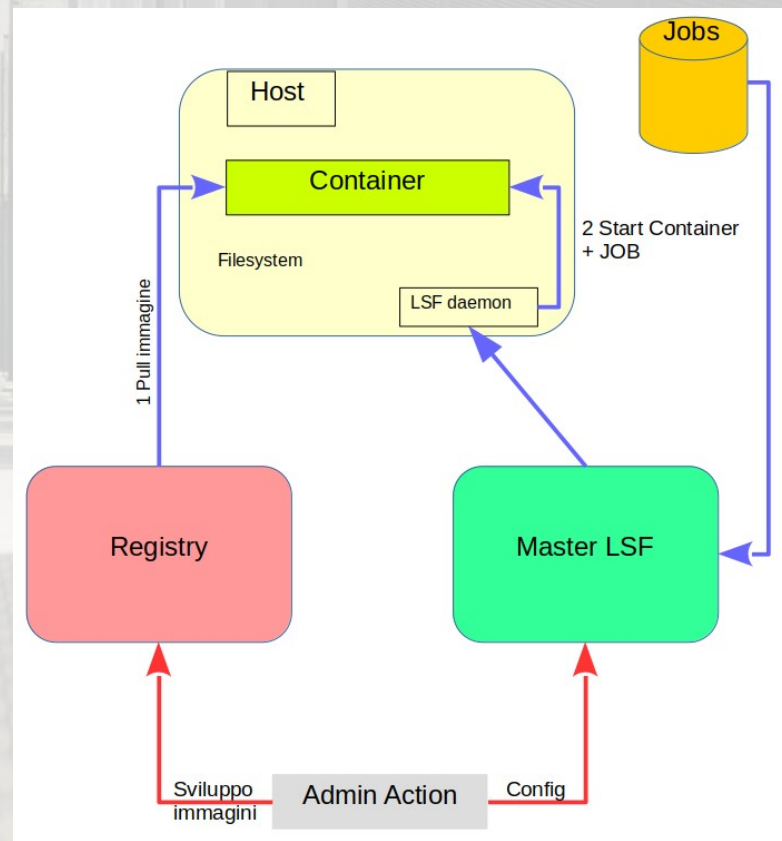 Jobs
Host
Container
2 Start Container
+ JOB
Filesystem
LSF daemon
1 Pull immagine
Registry
Master LSF
Sviluppo
immagini
Admin Action
Config